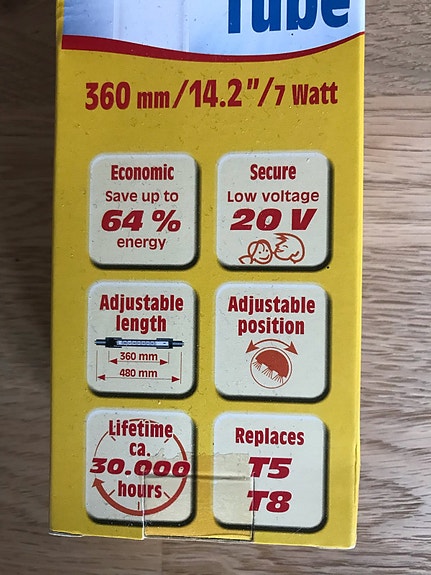 Tube
360 mm/14.2"/7 Watt
Economic
Save up to
64 %
energy
Secure
Low voltage
20 V
Adjustable
length
360 mm
480 mm
Adjustable
position
Lifetime
ca.
30.000
hours
Replaces
T5
T8